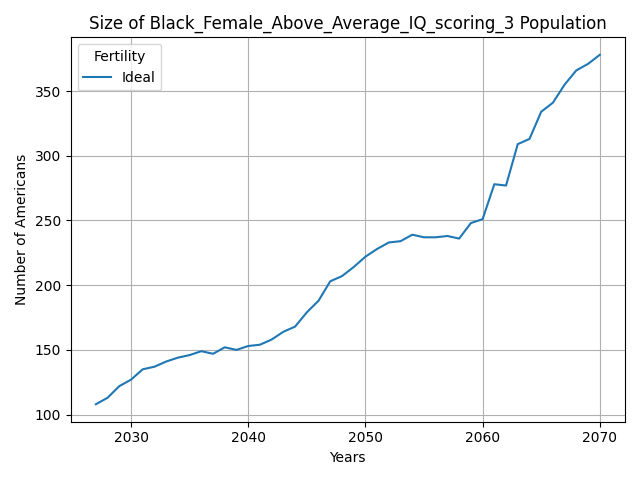 Size of Black_Female_Above_Average_IQ_scoring_3 Population
Fertility
Ideal
Number of Americans
350
300
250
200
150
100
2030 2040 2050 2060 2070
Years